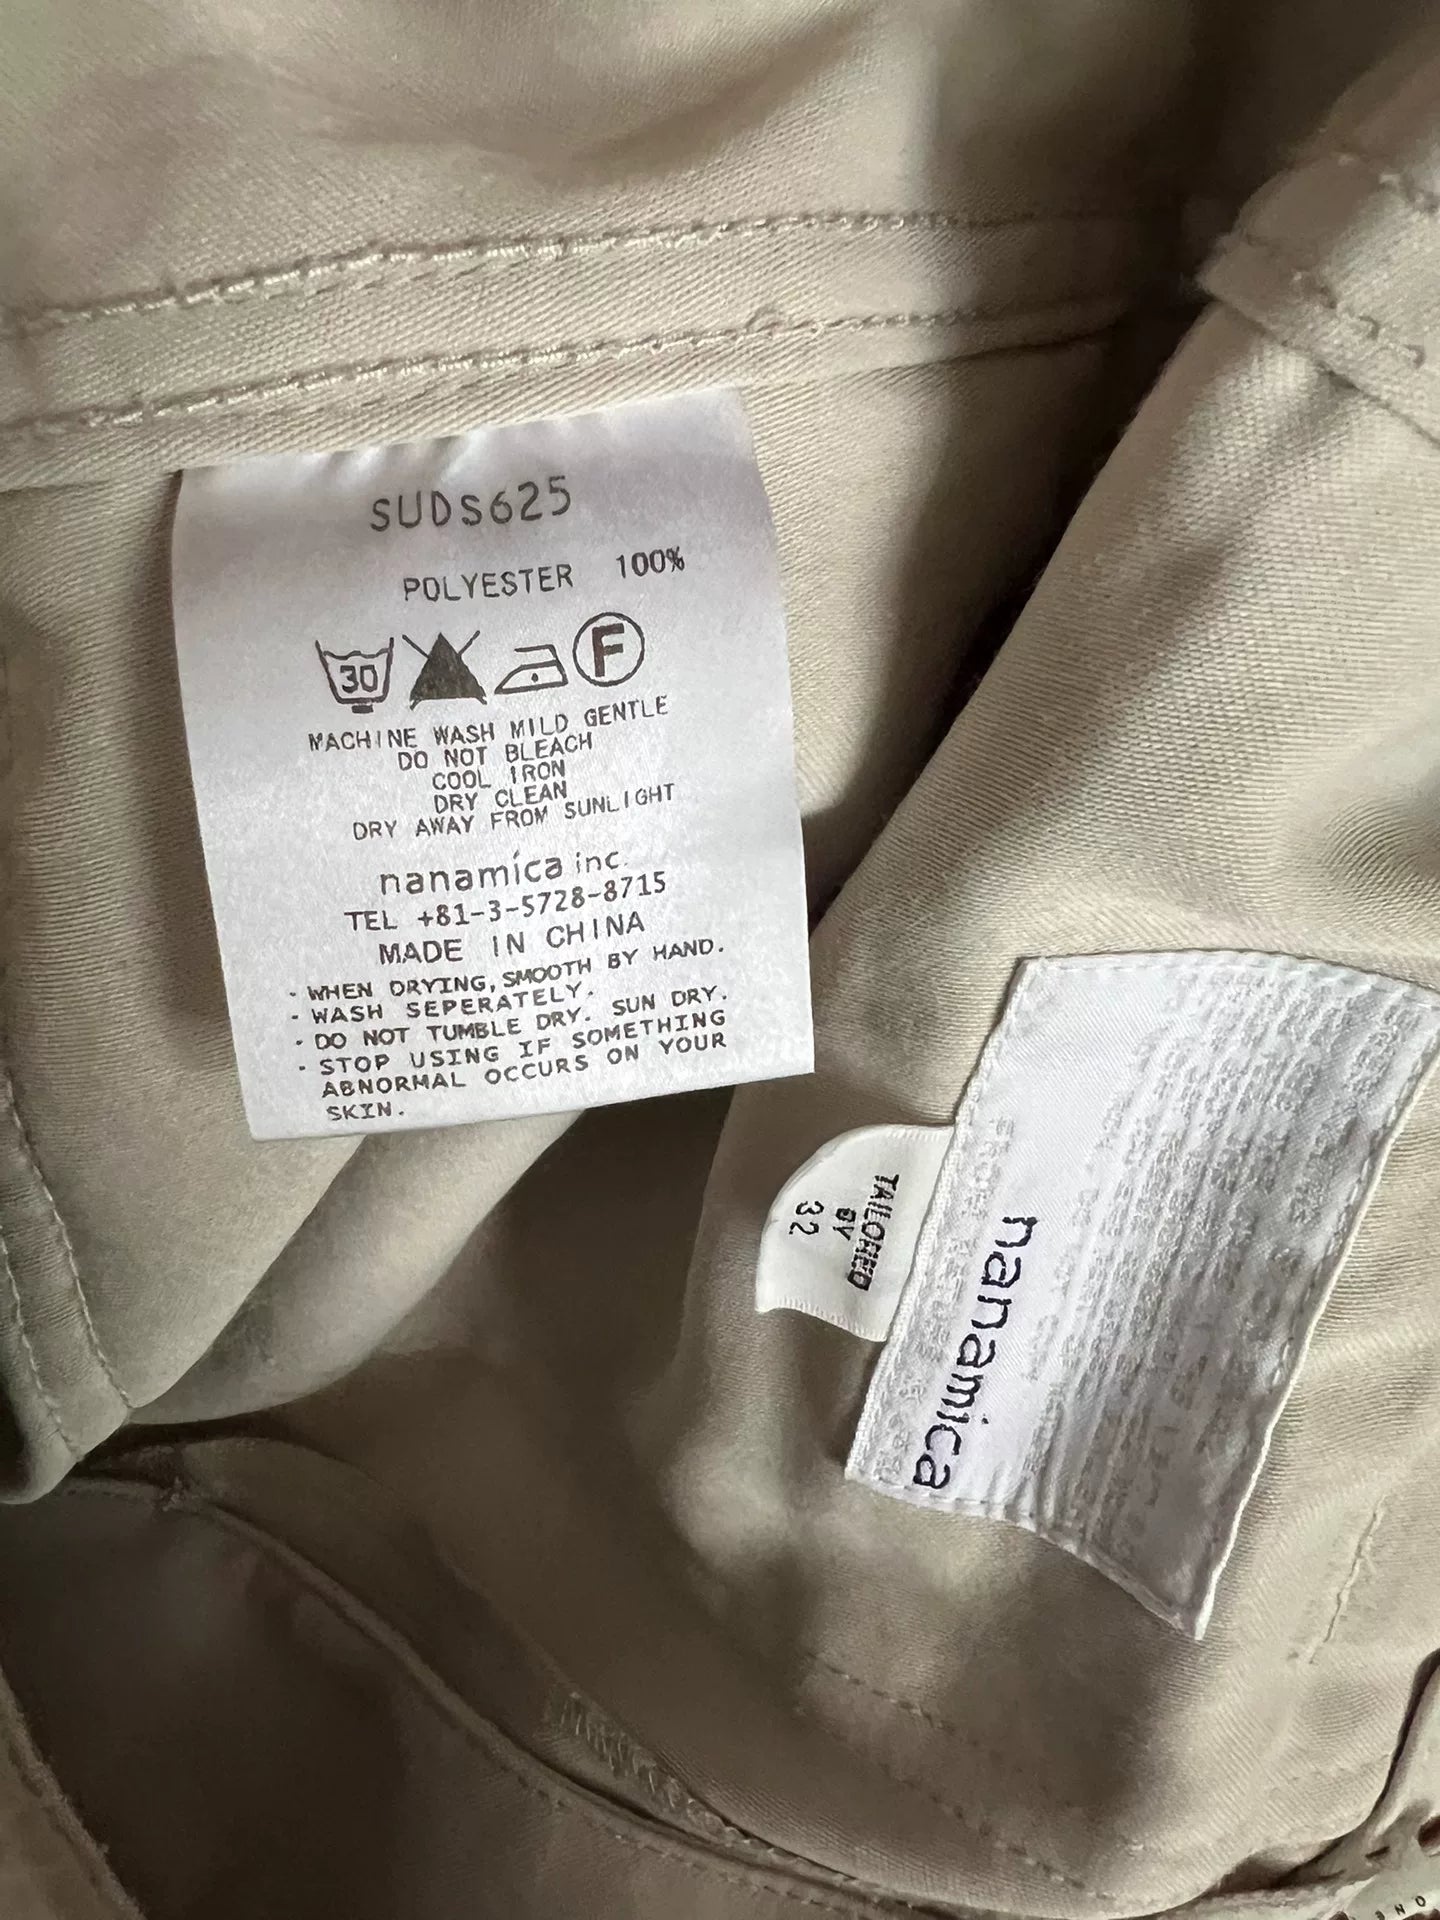 SUDS625
POLYESTER 100%
30 F
MACHINE WASH MILD GENTLE
DO NOT BLEACH
COOL IRON
DRY CLEAN
DRY AWAY FROM SUNLIGHT
nanamica inc.
TEL +81-3-5728-8715
MADE IN CHINA
· WHEN DRYING, SMOOTH BY HAND.
· WASH SEPERATELY.
· DO NOT TUMBLE DRY. SUN DRY.
· STOP USING IF SOMETHING
ABNORMAL OCCURS ON YOUR
SKIN.
TAILORED
BY
32
nanamica